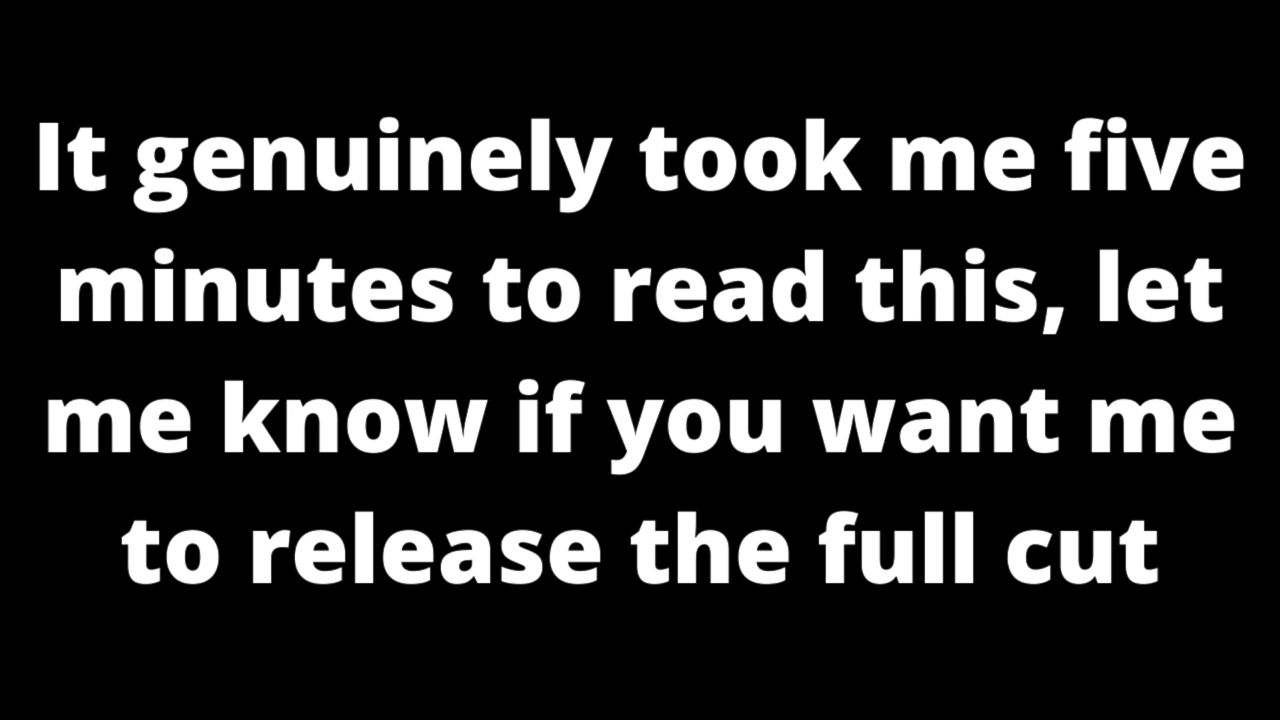 It genuinely took me five
minutes to read this, let
me know if you want me
to release the full cut